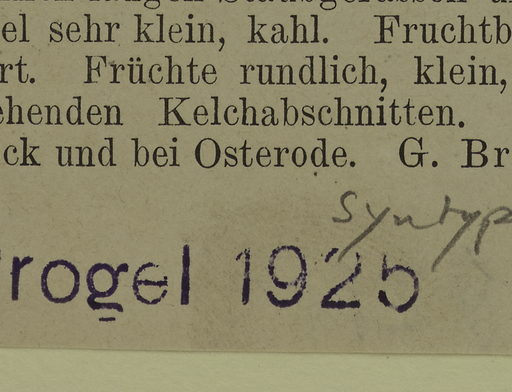 el sehr klein, kahl. Fruchtb
rt. Früchte rundlich, klein,
ehenden Kelchabschnitten.
ck und bei Osterode. G. Br
Syntyp
rogel 1925